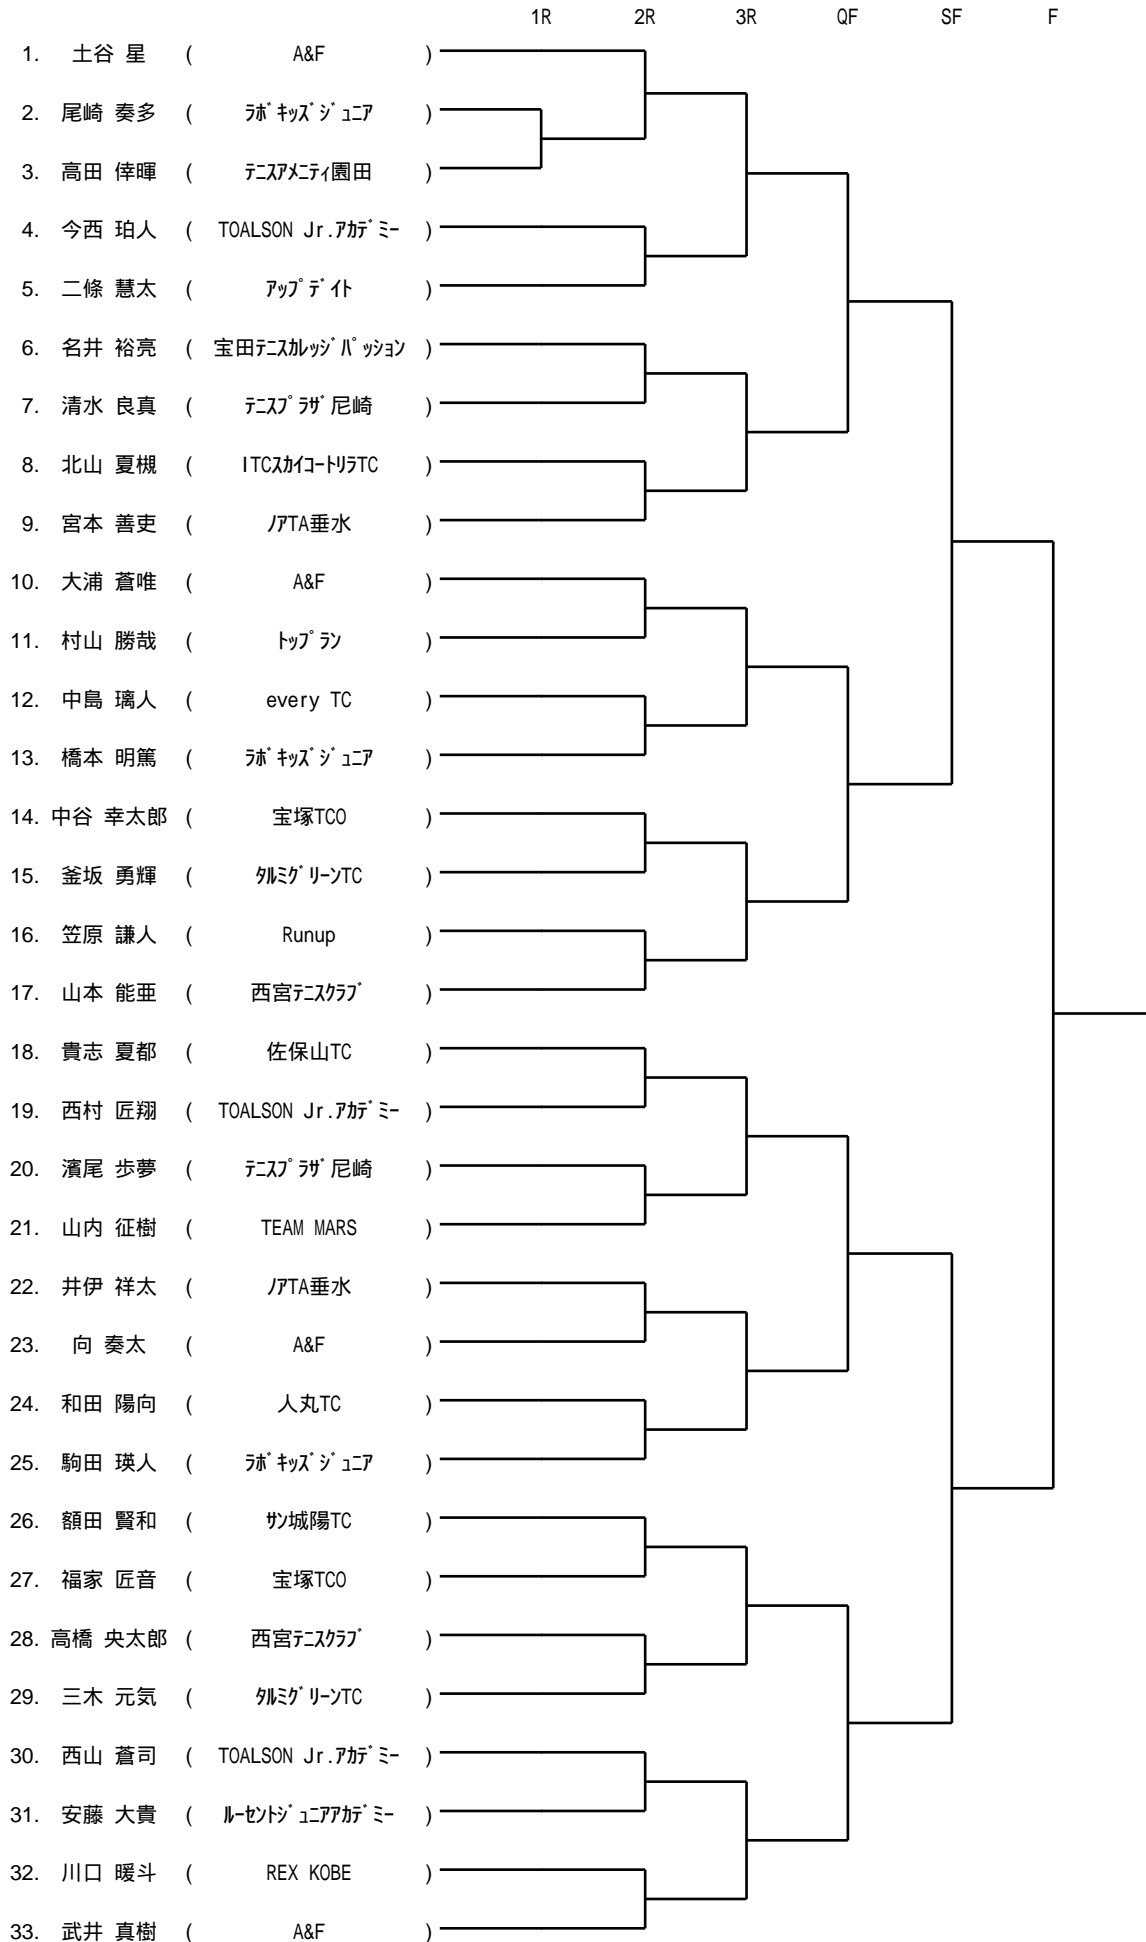 1R 2R 3R QF SF F
1. 土谷 星 ( A&F )
2. 尾崎 奏多 ( ﾗﾎﾞｷｯｽﾞｼﾞｭﾆｱ )
3. 高田 倖暉 ( ﾃﾆｽｱﾒﾆﾃｨ園田 )
4. 今西 珀人 ( TOALSON Jr.ｱｶﾃﾞﾐｰ )
5. 二條 慧太 ( ｱｯﾌﾟﾃﾞｲﾄ )
6. 名井 裕亮 ( 宝田ﾃﾆｽｶﾚｯｼﾞﾊﾟｯｼｮﾝ )
7. 清水 良真 ( ﾃﾆｽﾌﾟﾗｻﾞ尼崎 )
8. 北山 夏槻 ( ITCｽｶｲｺｰﾄﾘﾗTC )
9. 宮本 善吏 ( ﾉｱTA垂水 )
10. 大浦 蒼唯 ( A&F )
11. 村山 勝哉 ( ﾄｯﾌﾟﾗﾝ )
12. 中島 璃人 ( every TC )
13. 橋本 明篤 ( ﾗﾎﾞｷｯｽﾞｼﾞｭﾆｱ )
14. 中谷 幸太郎 ( 宝塚TCO )
15. 釜坂 勇輝 ( ﾀﾙﾐｸﾞﾘｰﾝTC )
16. 笠原 謙人 ( Runup )
17. 山本 能亜 ( 西宮ﾃﾆｽｸﾗﾌﾞ )
18. 貴志 夏都 ( 佐保山TC )
19. 西村 匠翔 ( TOALSON Jr.ｱｶﾃﾞﾐｰ )
20. 濱尾 歩夢 ( ﾃﾆｽﾌﾟﾗｻﾞ尼崎 )
21. 山内 征樹 ( TEAM MARS )
22. 井伊 祥太 ( ﾉｱTA垂水 )
23. 向 奏太 ( A&F )
24. 和田 陽向 ( 人丸TC )
25. 駒田 瑛人 ( ﾗﾎﾞｷｯｽﾞｼﾞｭﾆｱ )
26. 額田 賢和 ( ｻﾝ城陽TC )
27. 福家 匠音 ( 宝塚TCO )
28. 高橋 央太郎 ( 西宮ﾃﾆｽｸﾗﾌﾞ )
29. 三木 元気 ( ﾀﾙﾐｸﾞﾘｰﾝTC )
30. 西山 蒼司 ( TOALSON Jr.ｱｶﾃﾞﾐｰ )
31. 安藤 大貴 ( ﾙｰｾﾝﾄｼﾞｭﾆｱｱｶﾃﾞﾐｰ )
32. 川口 暖斗 ( REX KOBE )
33. 武井 真樹 ( A&F )